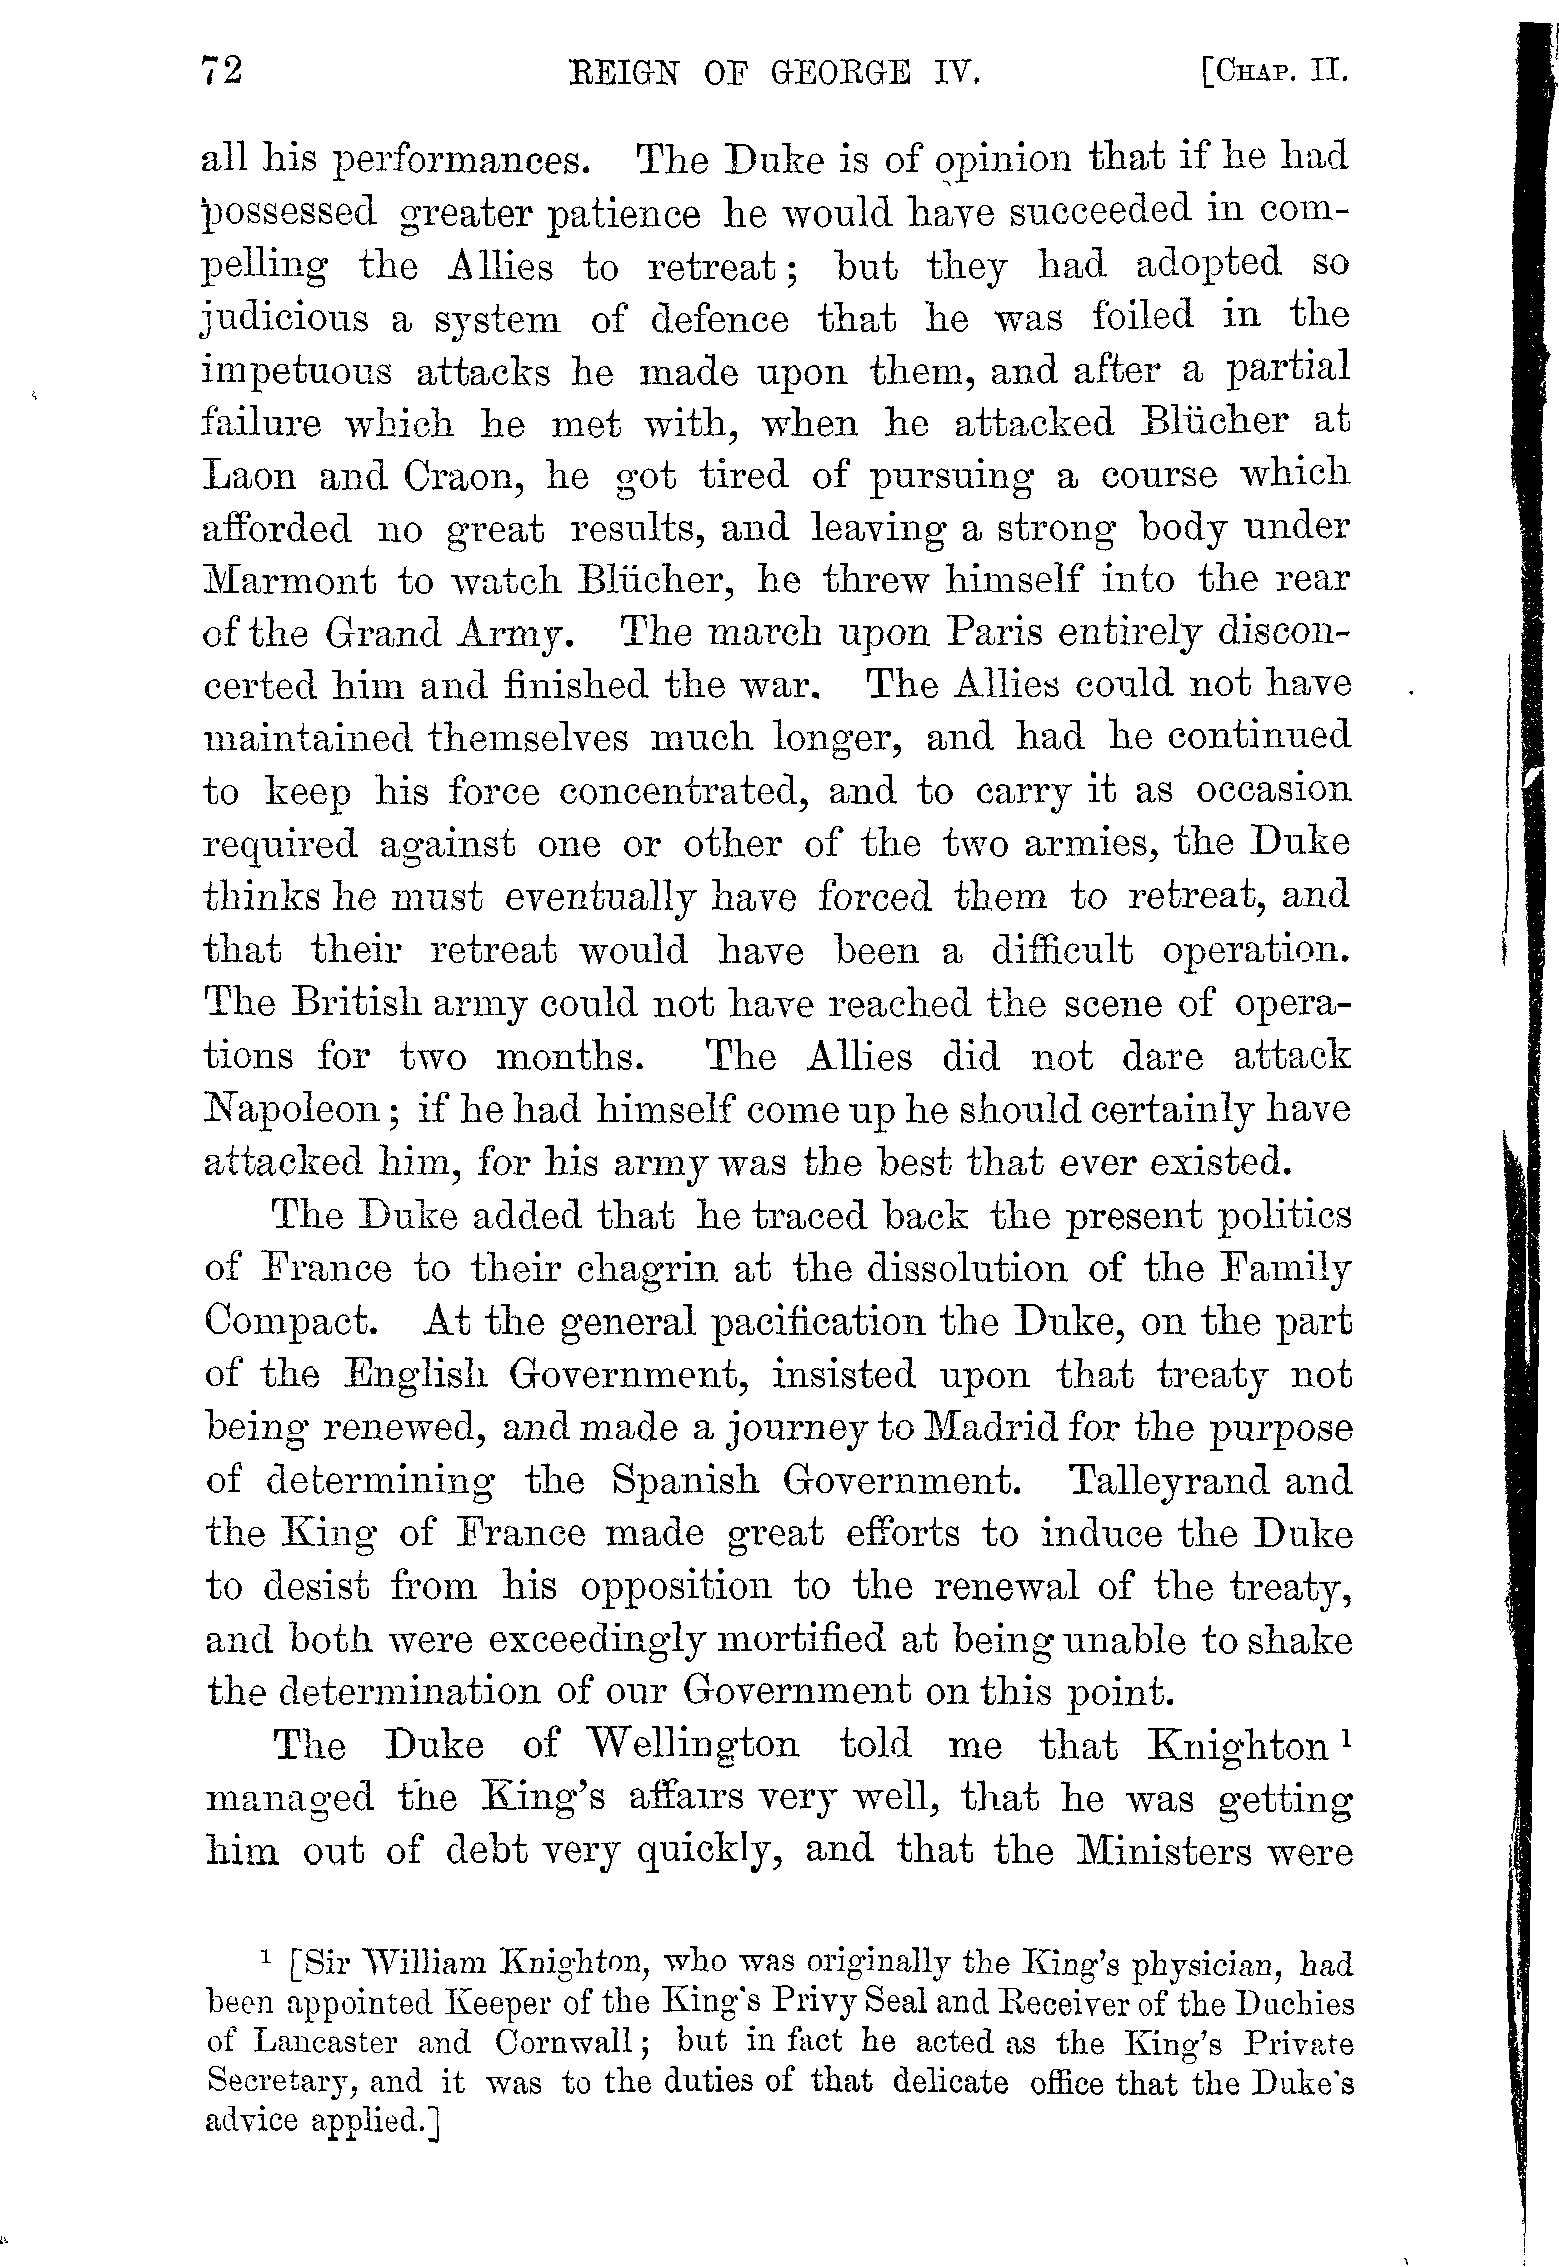 72 REIGN OF GEORGE IV. [CHAP. II.
all his performances. The Duke is of opinion that if he had
possessed greater patience he would have succeeded in com-
pelling the Allies to retreat; but they had adopted so
judicious a system of defence that he was foiled in the
impetuous attacks he made upon them, and after a partial
failure which he met with, when he attacked Blücher at
Laon and Craon, he got tired of pursuing a course which
afforded no great results, and leaving a strong body under
Marmont to watch Blücher, he threw himself into the rear
of the Grand Army. The march upon Paris entirely discon-
certed him and finished the war. The Allies could not have
maintained themselves much longer, and had he continued
to keep his force concentrated, and to carry it as occasion
required against one or other of the two armies, the Duke
thinks he must eventually have forced them to retreat, and
that their retreat would have been a difficult operation.
The British army could not have reached the scene of opera-
tions for two months. The Allies did not dare attack
Napoleon; if he had himself come up he should certainly have
attacked him, for his army was the best that ever existed.
The Duke added that he traced back the present politics
of France to their chagrin at the dissolution of the Family
Compact. At the general pacification the Duke, on the part
of the English Government, insisted upon that treaty not
being renewed, and made a journey to Madrid for the purpose
of determining the Spanish Government. Talleyrand and
the King of France made great efforts to induce the Duke
to desist from his opposition to the renewal of the treaty,
and both were exceedingly mortified at being unable to shake
the determination of our Government on this point.
The Duke of Wellington told me that Knighton 1
managed the King's affairs very well, that he was getting
him out of debt very quickly, and that the Ministers were
1 [Sir William Knighton, who was originally the King's physician, had
been appointed Keeper of the King's Privy Seal and Receiver of the Duchies
of Lancaster and Cornwall; but in fact he acted as the King's Private
Secretary, and it was to the duties of that delicate office that the Duke's
advice applied.]